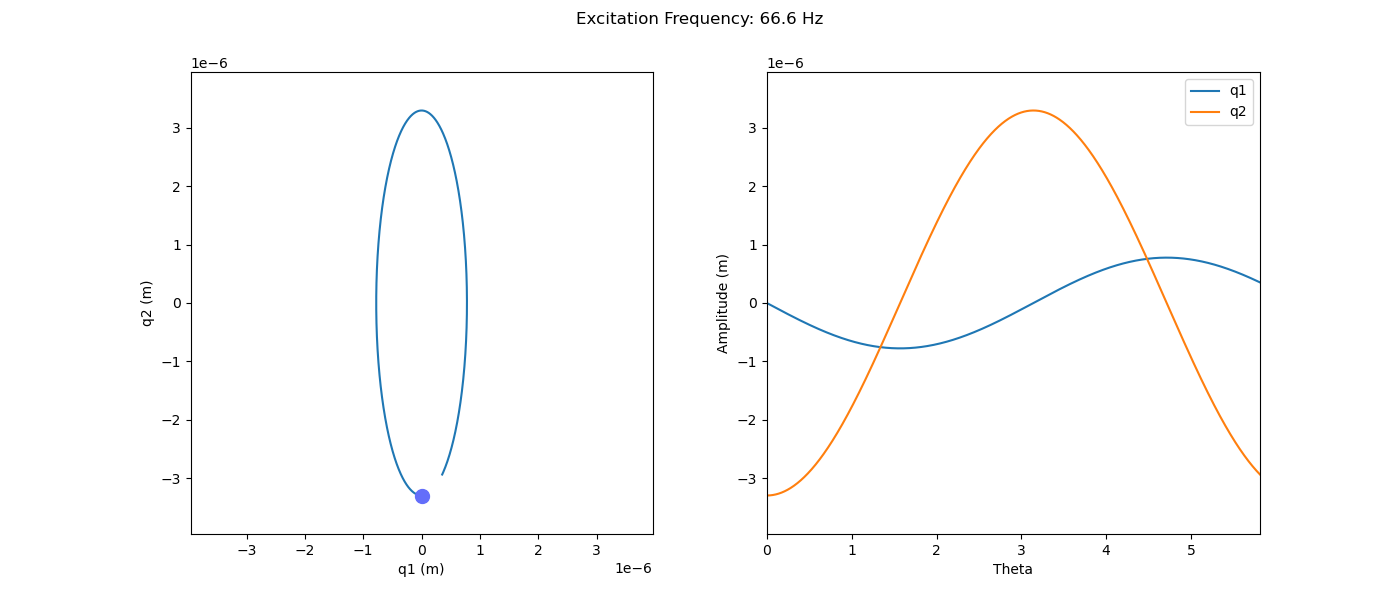 Excitation Frequency: 66.6 Hz
1e−6
3
2
1
0
−1
−2
−3
q2 (m)
−3 −2 −1 0 1 2 3
q1 (m)
1e−6
1e−6
q1
q2
3
2
1
0
−1
−2
−3
Amplitude (m)
0 1 2 3 4 5
Theta